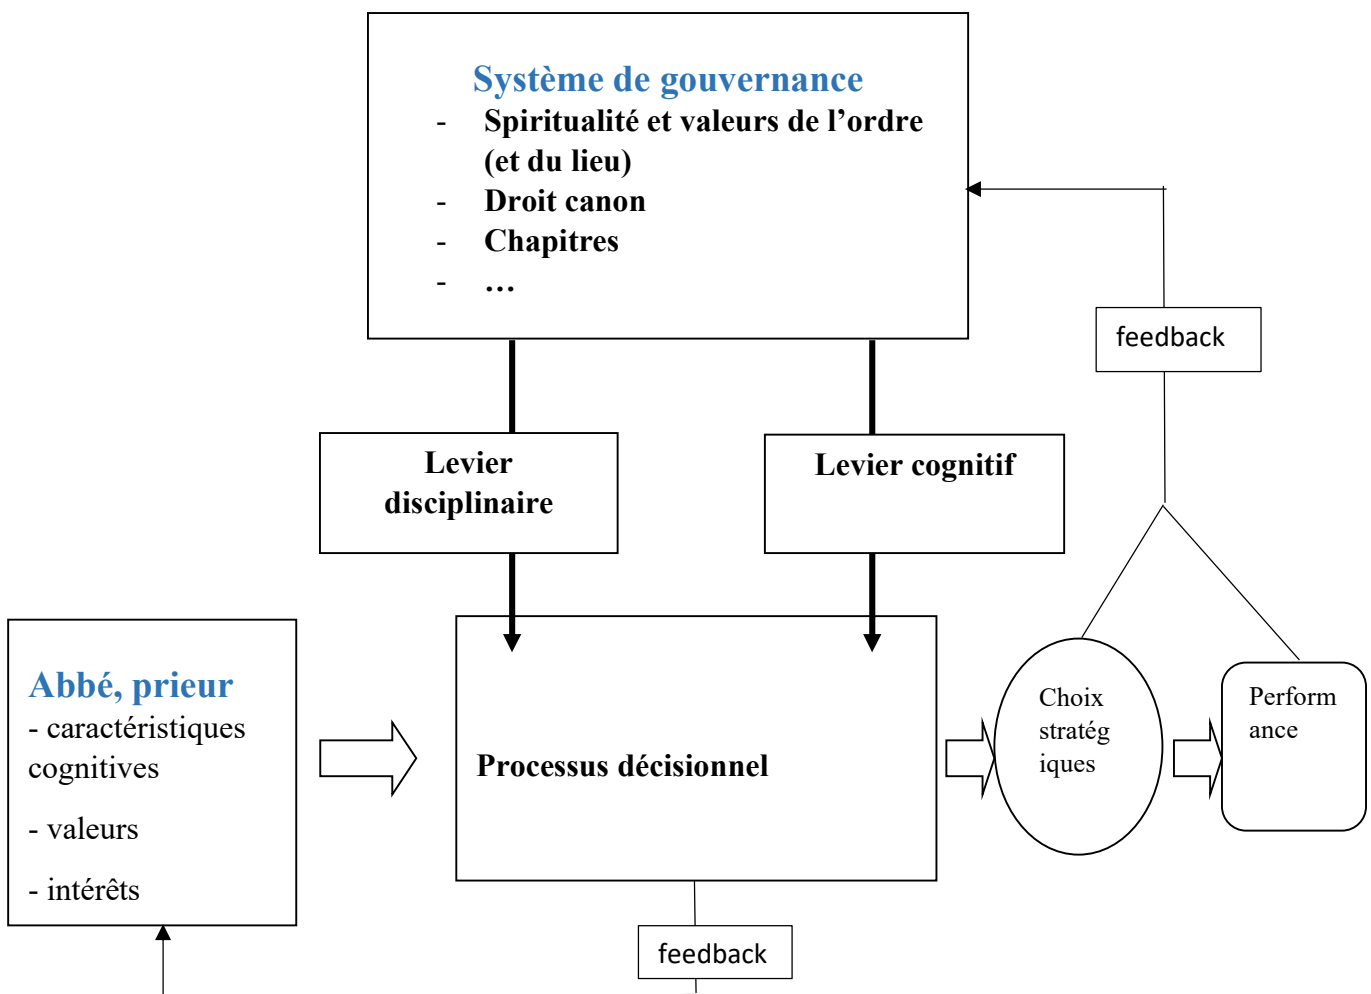 Système de gouvernance
- Spiritualité et valeurs de l’ordre
(et du lieu)
- Droit canon
- Chapitres
- …
feedback
Levier
disciplinaire
Levier cognitif
Abbé, prieur
- caractéristiques
cognitives
- valeurs
- intérêts
Processus décisionnel
Choix
stratég
iques
Perform
ance
feedback